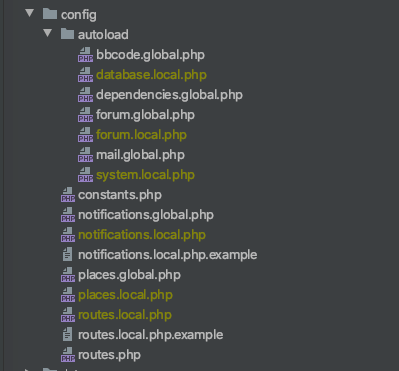 config
autoload
bbcode.global.php
database.local.php
dependencies.global.php
forum.global.php
forum.local.php
mail.global.php
system.local.php
constants.php
notifications.global.php
notifications.local.php
notifications.local.php.example
places.global.php
places.local.php
routes.local.php
routes.local.php.example
routes.php